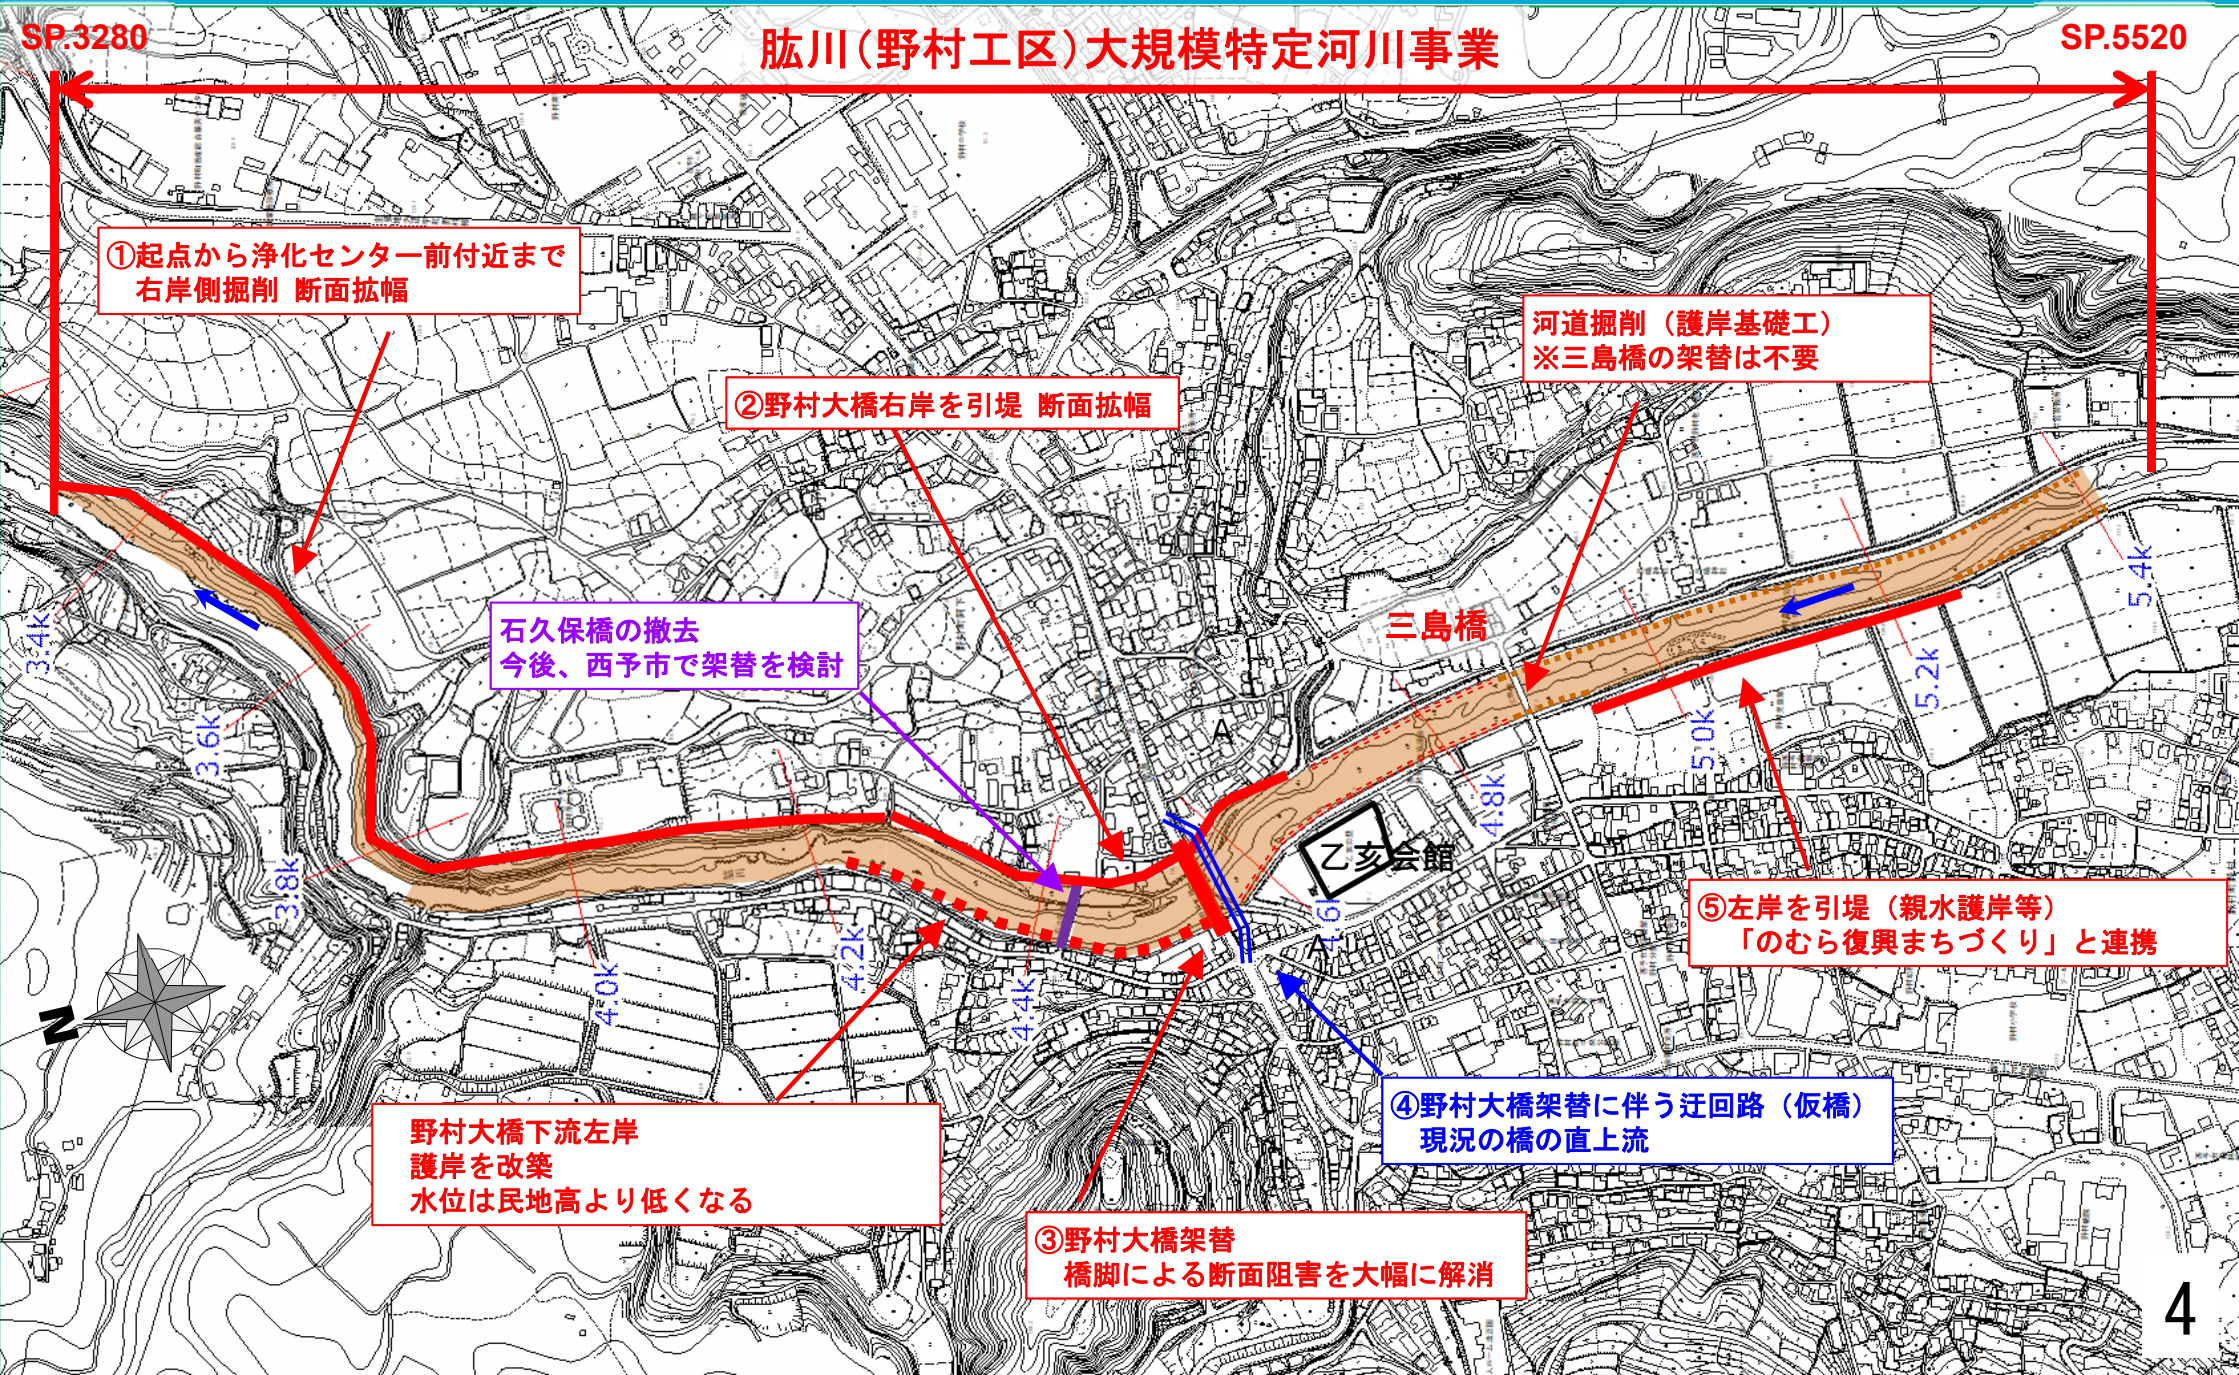 SP.3280
肱川(野村工区)大規模特定河川事業
SP.5520
①起点から浄化センター前付近まで
右岸側掘削 断面拡幅
河道掘削（護岸基礎工）
※三島橋の架替は不要
②野村大橋右岸を引堤 断面拡幅
石久保橋の撤去
今後、西予市で架替を検討
三島橋
3.4k
3.6k
3.8k
4.0k
4.2k
4.4k
4.6k
4.8k
5.0k
5.2k
5.4k
A
乙亥会館
A
⑤左岸を引堤（親水護岸等）
「のむら復興まちづくり」と連携
N
④野村大橋架替に伴う迂回路（仮橋）
現況の橋の直上流
野村大橋下流左岸
護岸を改築
水位は民地高より低くなる
③野村大橋架替
橋脚による断面阻害を大幅に解消
4